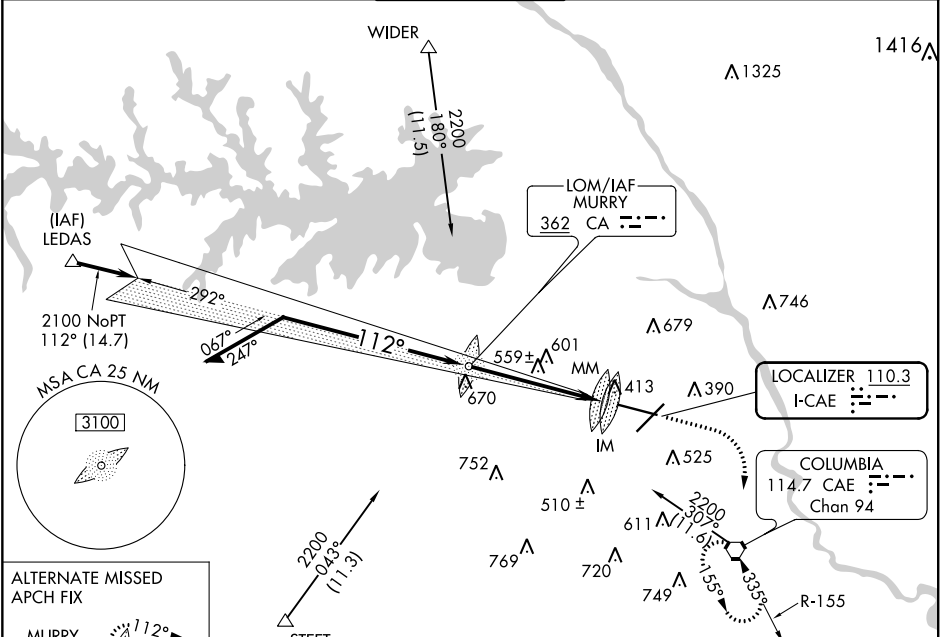 WIDER
1416
1325
2200
180°
(11.5)
LOM/IAF
MURRY
362 CA
(IAF)
LEDAS
292°
2100 NoPT
112° (14.7)
067°
247°
112°
746
679
559±
601
MM
670
413
390
IM
LOCALIZER 110.3
I-CAE
MSA CA 25 NM
3100
752
525
510 ±
COLUMBIA
114.7 CAE
Chan 94
2200
307°
(11.6)
611
2200
043°
(11.3)
769
720
749
155°
335°
R-155
ALTERNATE MISSED
APCH FIX
MURRY
112°
STEET